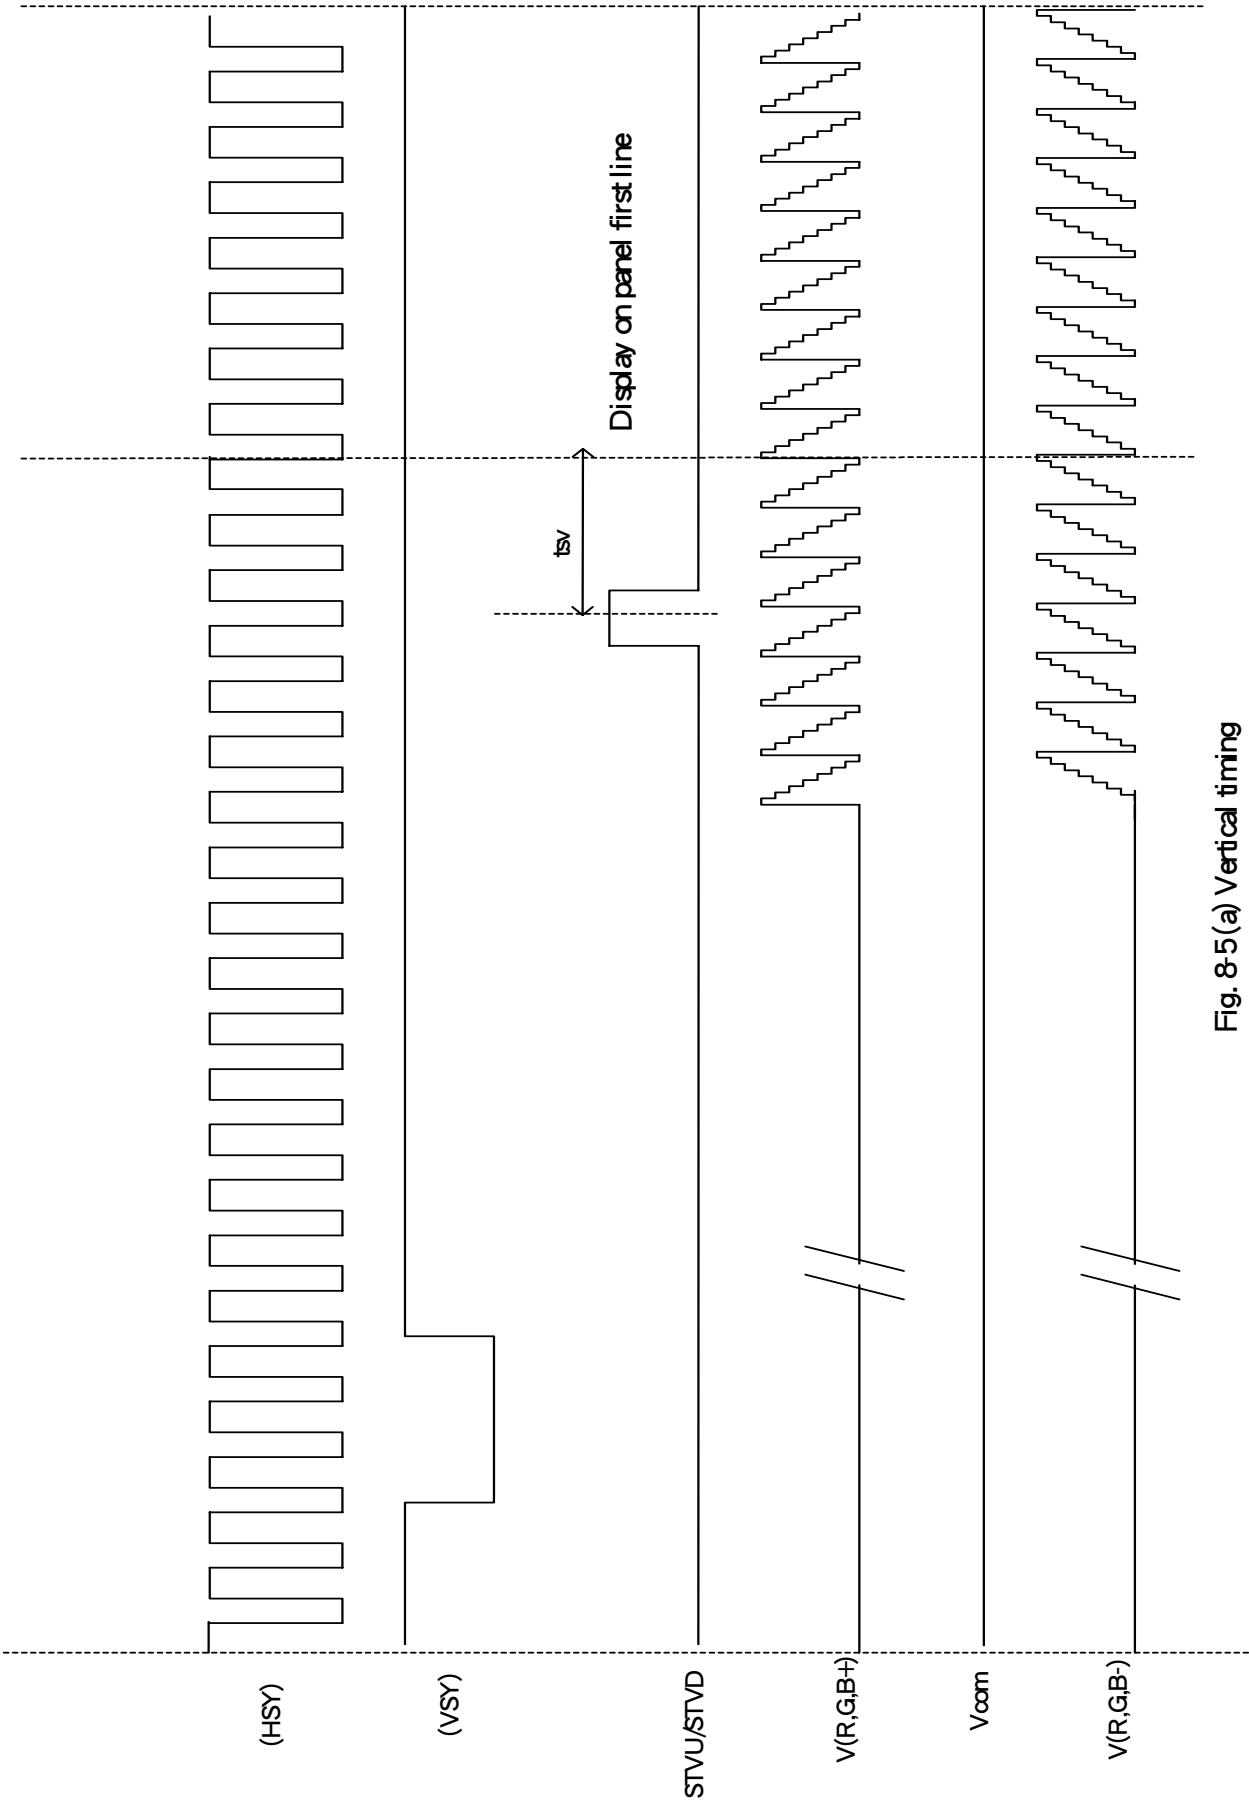 (HSY)
(VSY)
tsv
Display on panel first line
STVU/STVD
V(R,G,B+)
Vcom
V(R,G,B-)
Fig. 8-5(a) Vertical timing